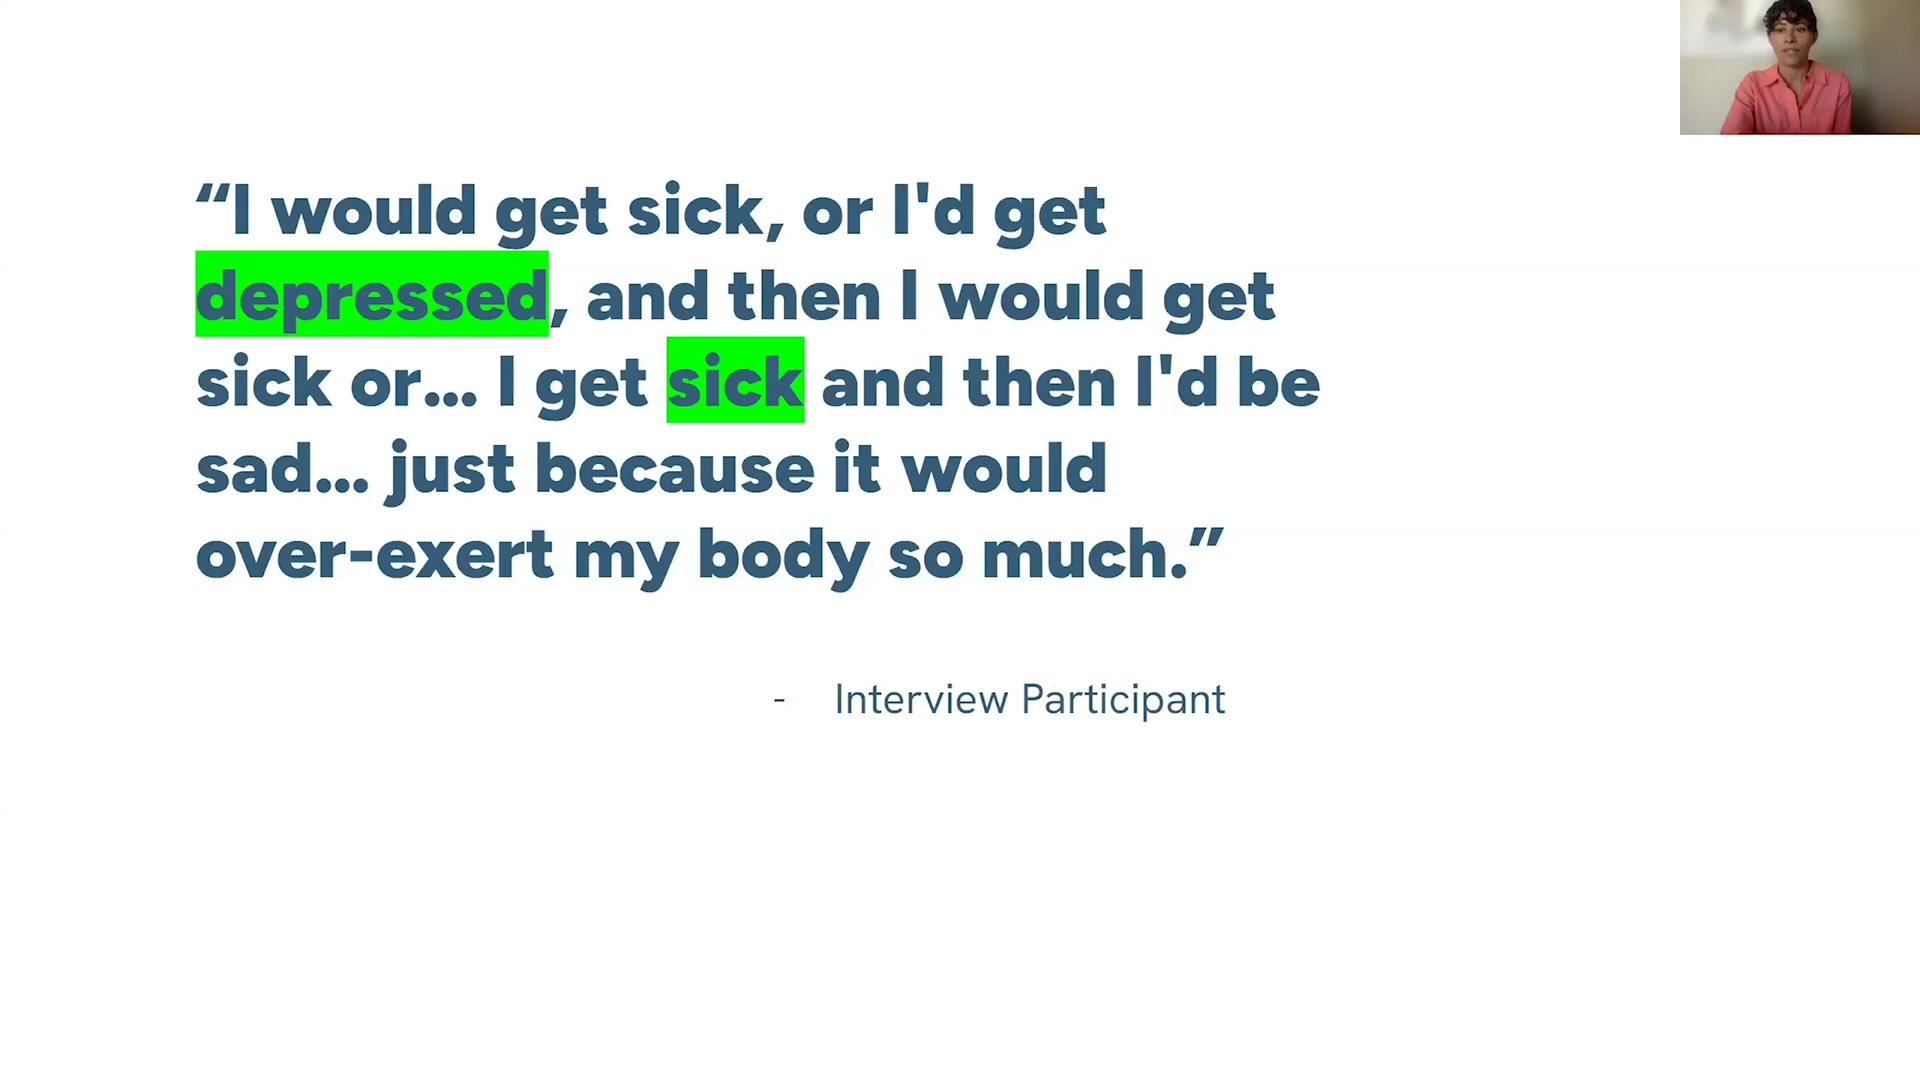 “I would get sick, or I'd get
depressed, and then I would get
sick or... I get sick and then I'd be
sad... just because it would
over-exert my body so much.”
- Interview Participant